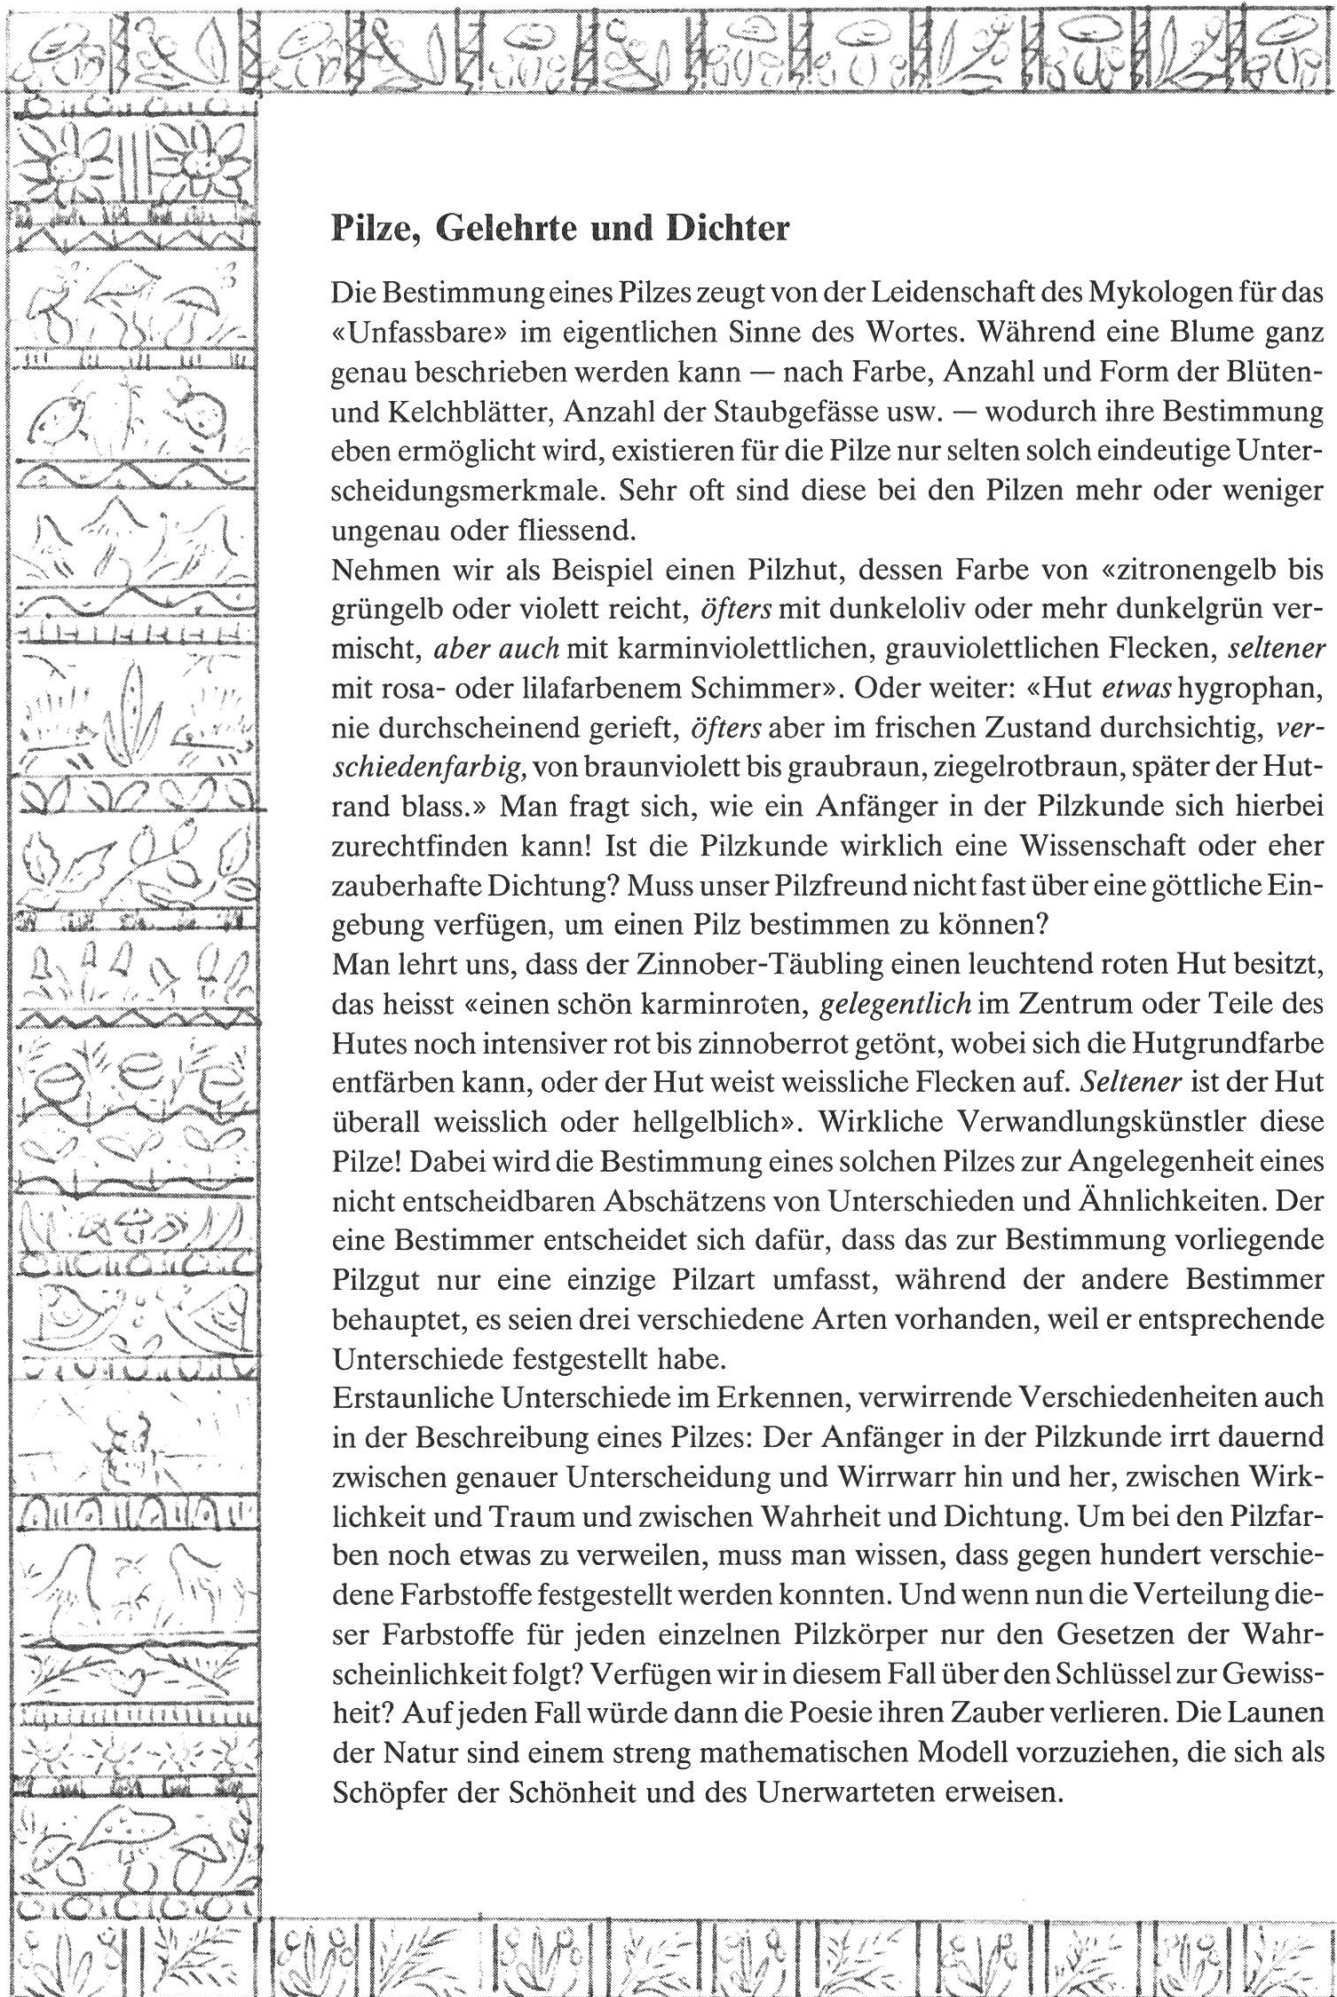 Pilze, Gelehrte und Dichter
Die Bestimmung eines Pilzes zeugt von der Leidenschaft des Mykologen für das
«Unfassbare» im eigentlichen Sinne des Wortes. Während eine Blume ganz
genau beschrieben werden kann — nach Farbe, Anzahl und Form der Blüten-
und Kelchblätter, Anzahl der Staubgefässe usw. — wodurch ihre Bestimmung
eben ermöglicht wird, existieren für die Pilze nur selten solch eindeutige Unter-
scheidungsmerkmale. Sehr oft sind diese bei den Pilzen mehr oder weniger
ungenau oder fliessend.
Nehmen wir als Beispiel einen Pilzhut, dessen Farbe von «zitronengelb bis
grüngelb oder violett reicht, öfters mit dunkeloliv oder mehr dunkelgrün ver-
mischt, aber auch mit karminviolettlichen, grauviolettlichen Flecken, seltener
mit rosa- oder lilafarbenem Schimmer». Oder weiter: «Hut etwas hygrophan,
nie durchscheinend gerieft, öfters aber im frischen Zustand durchsichtig, ver-
schiedenfarbig, von braunviolett bis graubraun, ziegelrotbraun, später der Hut-
rand blass.» Man fragt sich, wie ein Anfänger in der Pilzkunde sich hierbei
zurechtfinden kann! Ist die Pilzkunde wirklich eine Wissenschaft oder eher
zauberhafte Dichtung? Muss unser Pilzfreund nicht fast über eine göttliche Ein-
gebung verfügen, um einen Pilz bestimmen zu können?
Man lehrt uns, dass der Zinnober-Täubling einen leuchtend roten Hut besitzt,
das heisst «einen schön karminroten, gelegentlich im Zentrum oder Teile des
Hutes noch intensiver rot bis zinnoberrot getönt, wobei sich die Hutgrundfarbe
entfärben kann, oder der Hut weist weissliche Flecken auf. Seltener ist der Hut
überall weisslich oder hellgelblich». Wirkliche Verwandlungskünstler diese
Pilze! Dabei wird die Bestimmung eines solchen Pilzes zur Angelegenheit eines
nicht entscheidbaren Abschätzens von Unterschieden und Ähnlichkeiten. Der
eine Bestimmer entscheidet sich dafür, dass das zur Bestimmung vorliegende
Pilzgut nur eine einzige Pilzart umfasst, während der andere Bestimmer
behauptet, es seien drei verschiedene Arten vorhanden, weil er entsprechende
Unterschiede festgestellt habe.
Erstaunliche Unterschiede im Erkennen, verwirrende Verschiedenheiten auch
in der Beschreibung eines Pilzes: Der Anfänger in der Pilzkunde irrt dauernd
zwischen genauer Unterscheidung und Wirrwarr hin und her, zwischen Wirk-
lichkeit und Traum und zwischen Wahrheit und Dichtung. Um bei den Pilzfar-
ben noch etwas zu verweilen, muss man wissen, dass gegen hundert verschie-
dene Farbstoffe festgestellt werden konnten. Und wenn nun die Verteilung die-
ser Farbstoffe für jeden einzelnen Pilzkörper nur den Gesetzen der Wahr-
scheinlichkeit folgt? Verfügen wir in diesem Fall über den Schlüssel zur Gewiss-
heit? Auf jeden Fall würde dann die Poesie ihren Zauber verlieren. Die Launen
der Natur sind einem streng mathematischen Modell vorzuziehen, die sich als
Schöpfer der Schönheit und des Unerwarteten erweisen.